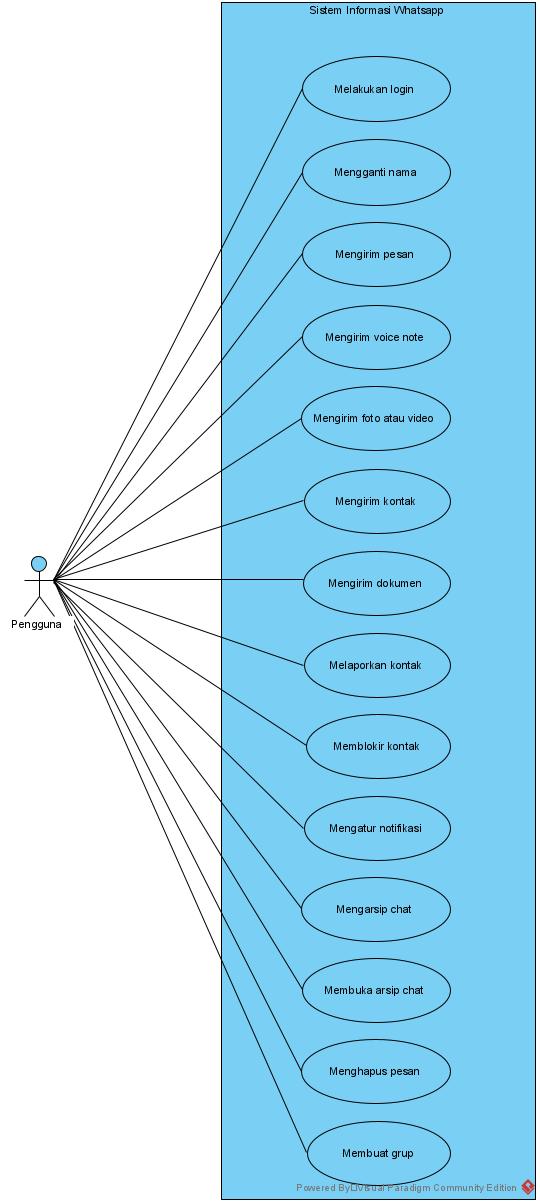 Sistem Informasi Whatsapp
Melakukan login
Mengganti nama
Mengirim pesan
Mengirim voice note
Mengirim foto atau video
Mengirim kontak
Mengirim dokumen
Pengguna
Melaporkan kontak
Memblokir kontak
Mengatur notifikasi
Mengarsip chat
Membuka arsip chat
Menghapus pesan
Membuat grup
Powered By Visual Paradigm Community Edition